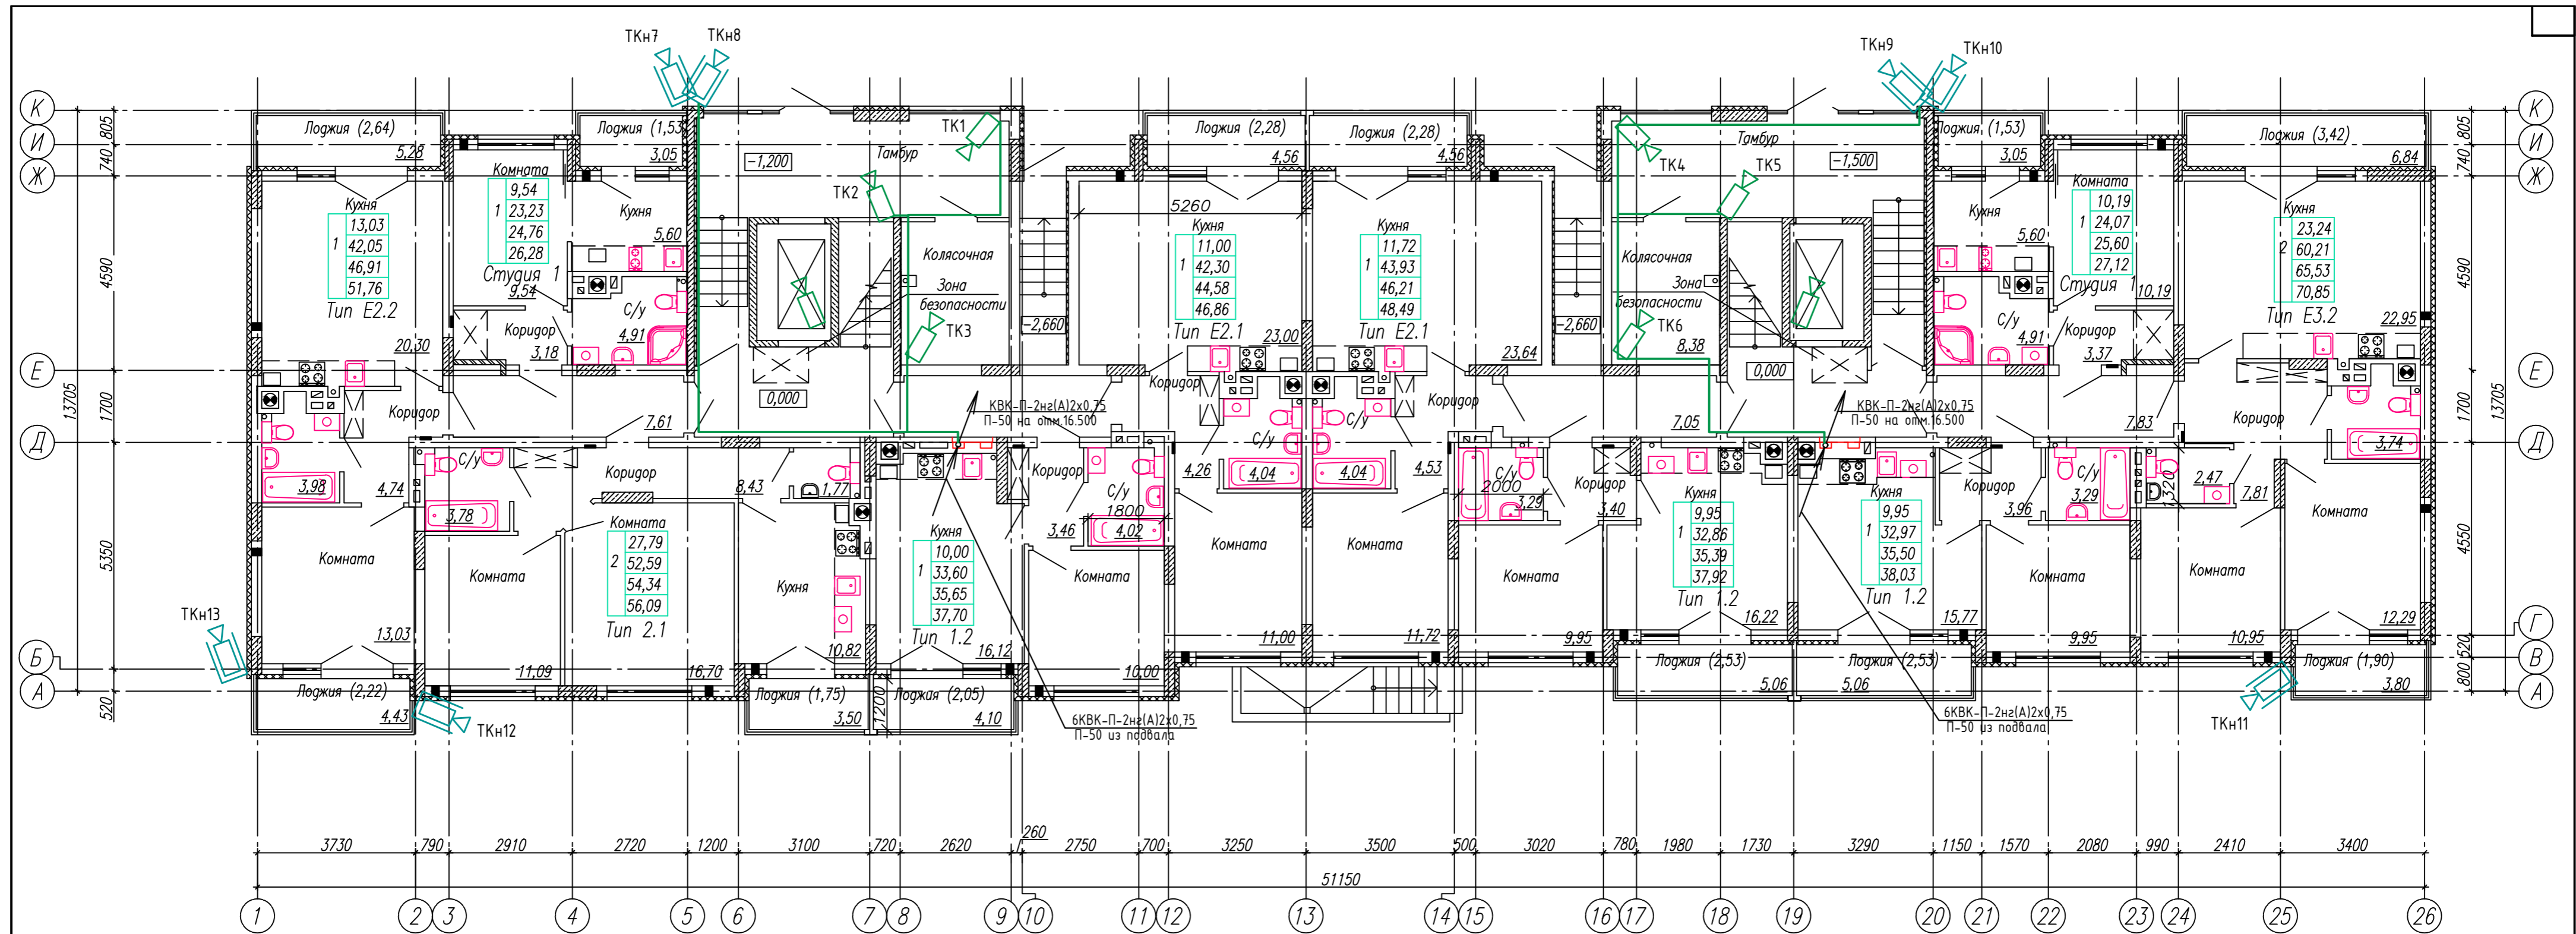 ТКн7
ТКн8
ТКн9
ТКн10
К
И
Ж
Е
Д
Б
А
К
И
Ж
Е
Д
Г
В
А
805
740
4590
1700
5350
520
13705
805
740
4590
1700
4550
520
800
13705
Лоджия (2,64)
5,28
Лоджия (1,53
3,05
Комната
9,54
1 23,23
24,76
26,28
Студия 1
9,54
Кухня
5,60
Кухня
13,03
1 42,05
46,91
51,76
Тип Е2.2
20,30
Коридор
3,18
С/у
4,91
-1,200
Тамбур
ТК1
ТК2
ТК3
Колясочная
Зона
безопасности
-2,660
0,000
Лоджия (2,28)
4,56
Лоджия (2,28)
4,56
5260
Кухня
11,00
1 42,30
44,58
46,86
Тип Е2.1
23,00
Кухня
11,72
1 43,93
46,21
48,49
Тип Е2.1
23,64
-2,660
ТК4
Тамбур
ТК5
-1,500
Колясочная
Зона
безопасности
ТК6
8,38
0,000
Лоджия (1,53)
3,05
Кухня
5,60
Комната
10,19
1 24,07
25,60
27,12
Студия 1
10,19
С/у
4,91
Коридор
3,37
Лоджия (3,42)
6,84
Кухня
23,24
2 60,21
65,53
70,85
Тип Е3.2
22,95
Коридор
7,61
КВК-П-2нг(А)2х0,75
П-50 на отм.16.500
Коридор
С/у
С/у
Коридор
7,05
КВК-П-2нг(А)2х0,75
П-50 на отм.16.500
7,83
Коридор
3,74
3,98
4,74
С/у
3,78
Коридор
8,43
1,77
Коридор
С/у
1800
3,46
4,02
4,26
4,04
4,04
4,53
С/у
2000
3,29
Коридор
3,40
Коридор
3,96
С/у
3,29
1320
2,47
7,81
Комната
13,03
Комната
11,09
Комната
27,79
2 52,59
54,34
56,09
Тип 2.1
16,70
Кухня
10,82
Кухня
10,00
1 33,60
35,65
37,70
Тип 1.2
16,12
Комната
10,00
Комната
11,00
Комната
11,72
Комната
9,95
Кухня
9,95
1 32,86
35,39
37,92
Тип 1.2
16,22
Кухня
9,95
1 32,97
35,50
38,03
Тип 1.2
15,77
Комната
9,95
Комната
10,95
Комната
12,29
ТКн13
Лоджия (2,22)
4,43
ТКн12
Лоджия (1,75)
3,50
1200
Лоджия (2,05)
4,10
6КВК-П-2нг(А)2х0,75
П-50 из подвала
Лоджия (2,53)
5,06
Лоджия (2,53)
5,06
6КВК-П-2нг(А)2х0,75
П-50 из подвала
ТКн11
Лоджия (1,90)
3,80
3730 790 2910 2720 1200 3100 720 2620 260 2750 700 3250 3500 500 3020 780 1980 1730 3290 1150 1570 2080 990 2410 3400
51150
1 2 3 4 5 6 7 8 9 10 11 12 13 14 15 16 17 18 19 20 21 22 23 24 25 26